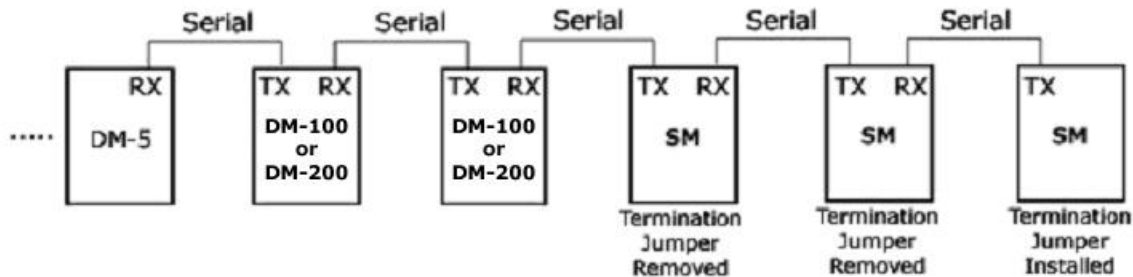 Serial Serial Serial Serial Serial
RX TX RX TX RX TX RX TX RX TX
..... DM-5
DM-100
or
DM-200
DM-100
or
DM-200
SM SM SM
Termination
Jumper
Removed
Termination
Jumper
Removed
Termination
Jumper
Installed